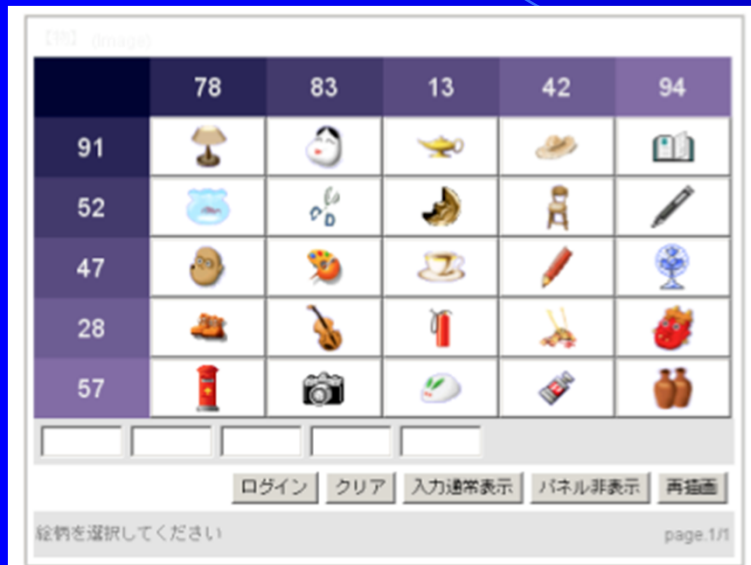 【物】 (Image)
78 83 13 42 94
91
52
47
28
57
ログイン クリア 入力通常表示 パネル非表示 再描画
絵柄を選択してください page.1/1